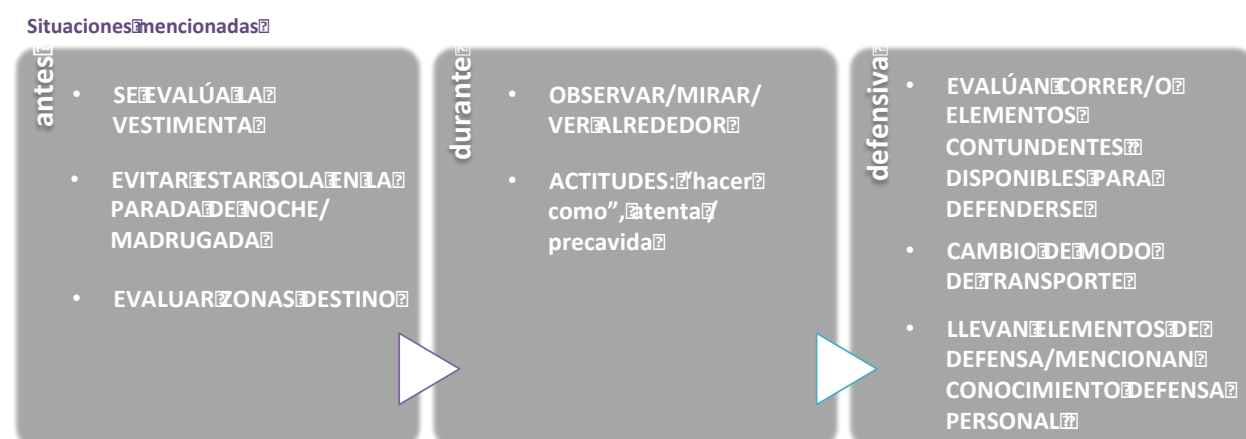 Situaciones mencionadas
antes
• SE EVALÚA LA
VESTIMENTA
• EVITAR ESTAR SOLA EN LA
PARADA DE NOCHE/
MADRUGADA
• EVALUAR ZONAS DESTINO
durante
• OBSERVAR/MIRAR/
VER ALREDEDOR
• ACTITUDES: "hacer
como", atenta /
precavida
defensiva
• EVALÚAN CORRER/O
ELEMENTOS
CONTUNDENTES
DISPONIBLES PARA
DEFENDERSE
• CAMBIO DE MODO
DE TRANSPORTE
• LLEVAN ELEMENTOS DE
DEFENSA/MENCIONAN
CONOCIMIENTO DEFENSA
PERSONAL